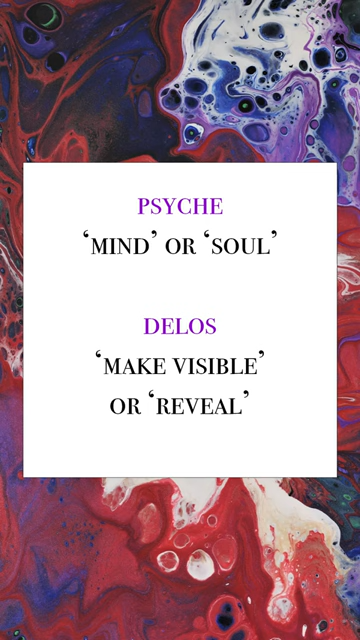 PSYCHE
‘MIND’ OR ‘SOUL’
DELOS
‘MAKE VISIBLE’
OR ‘REVEAL’